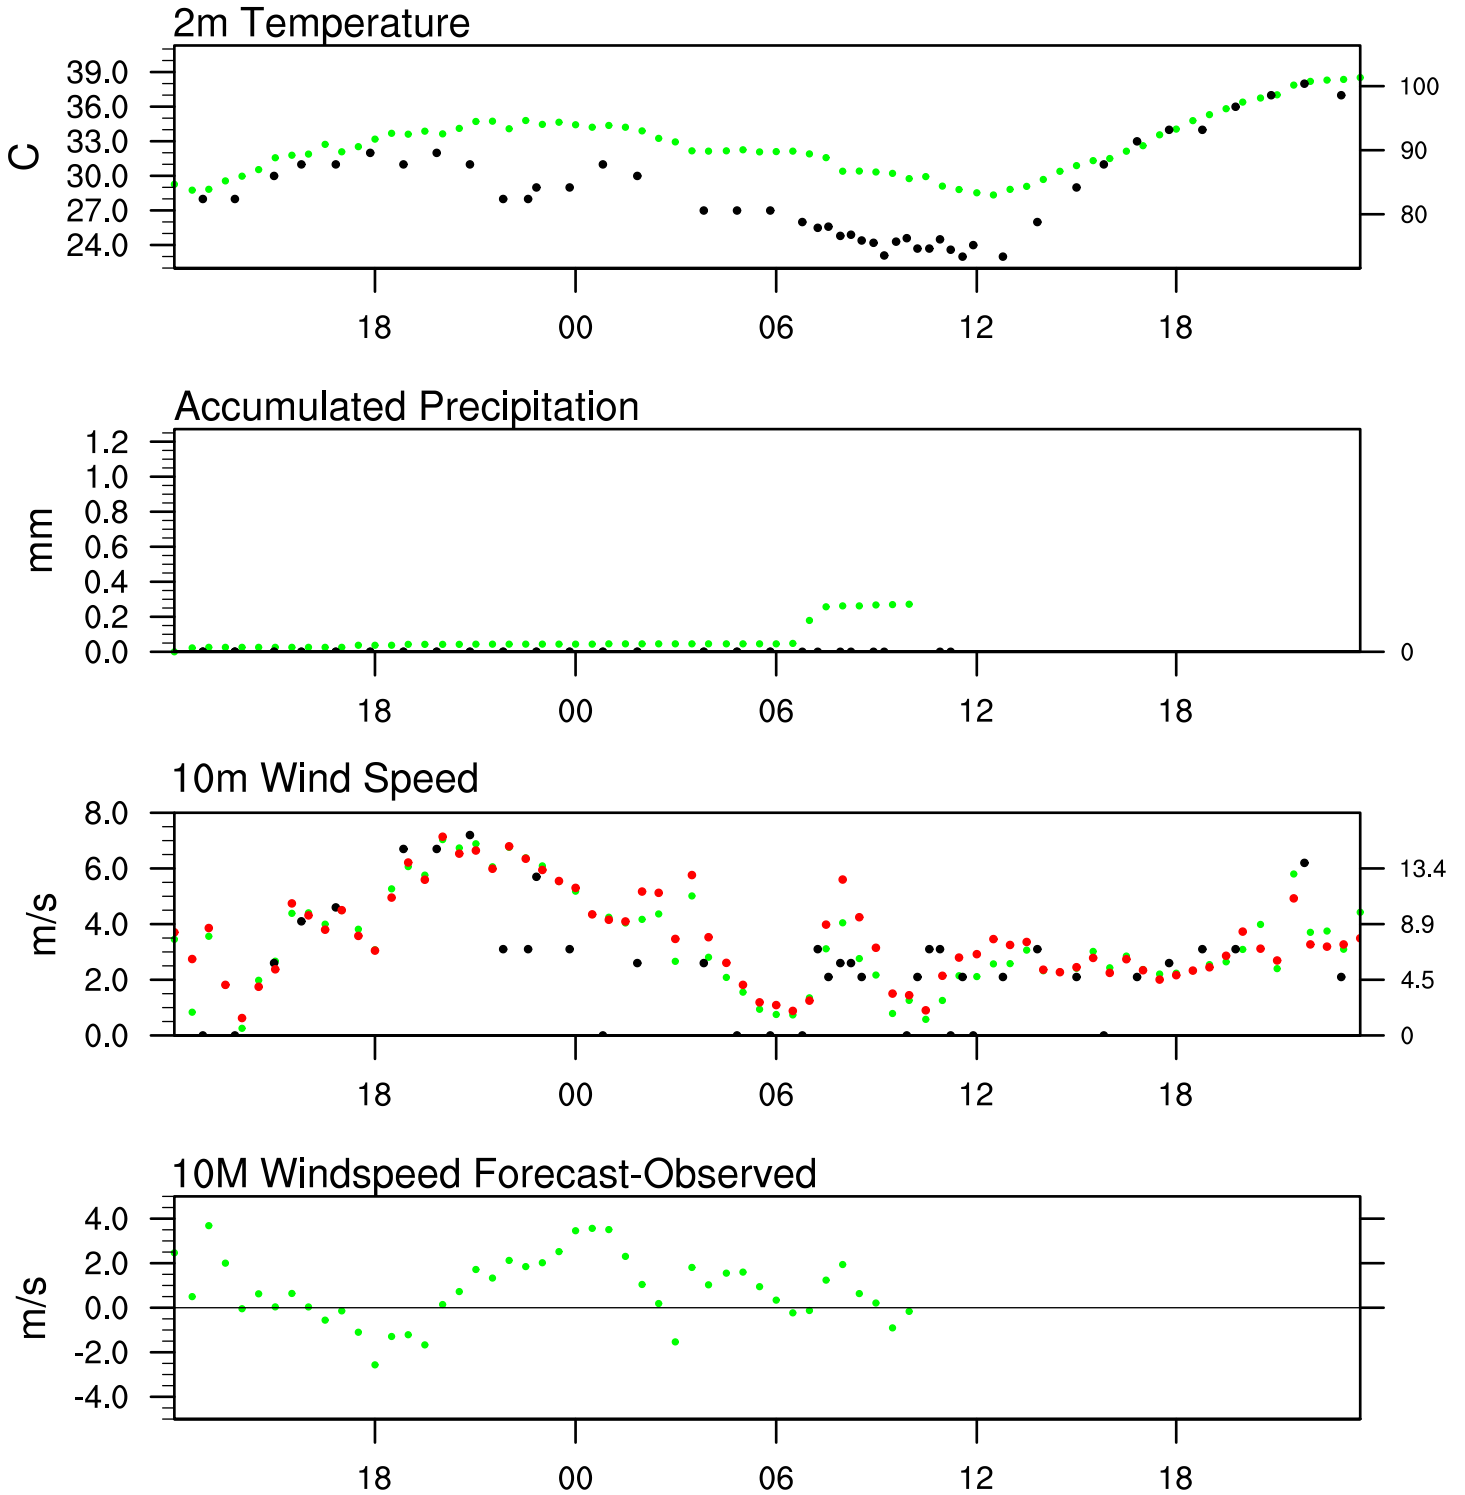 2m Temperature
39.0
36.0
33.0
30.0
27.0
24.0
C
100
90
80
18 00 06 12 18
Accumulated Precipitation
1.2
1.0
0.8
0.6
0.4
0.2
0.0
mm
0
18 00 06 12 18
10m Wind Speed
8.0
6.0
4.0
2.0
0.0
m/s
13.4
8.9
4.5
0
18 00 06 12 18
10M Windspeed Forecast-Observed
4.0
2.0
0.0
-2.0
-4.0
m/s
18 00 06 12 18